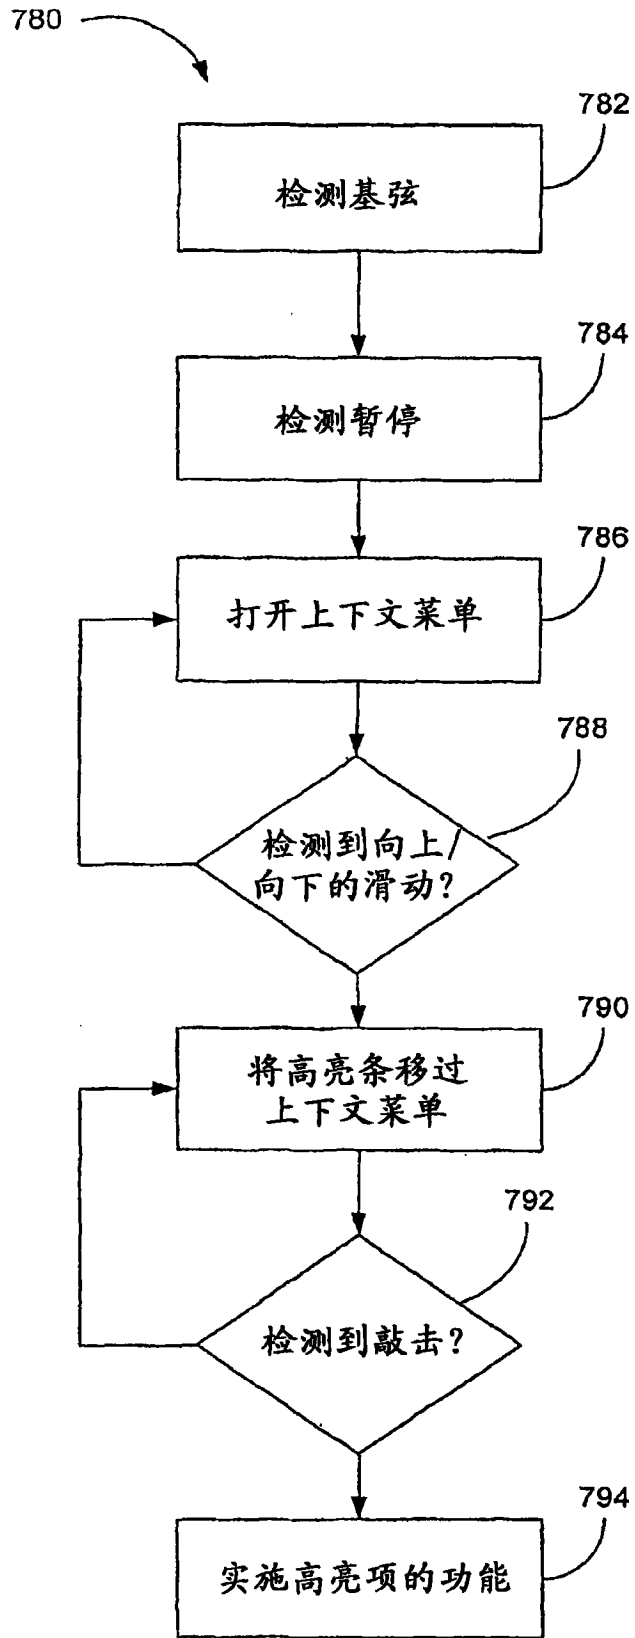 780
782
检测基弦
784
检测暂停
786
打开上下文菜单
788
检测到向上/
向下的滑动?
790
将高亮条移过
上下文菜单
792
检测到敲击?
794
实施高亮项的功能